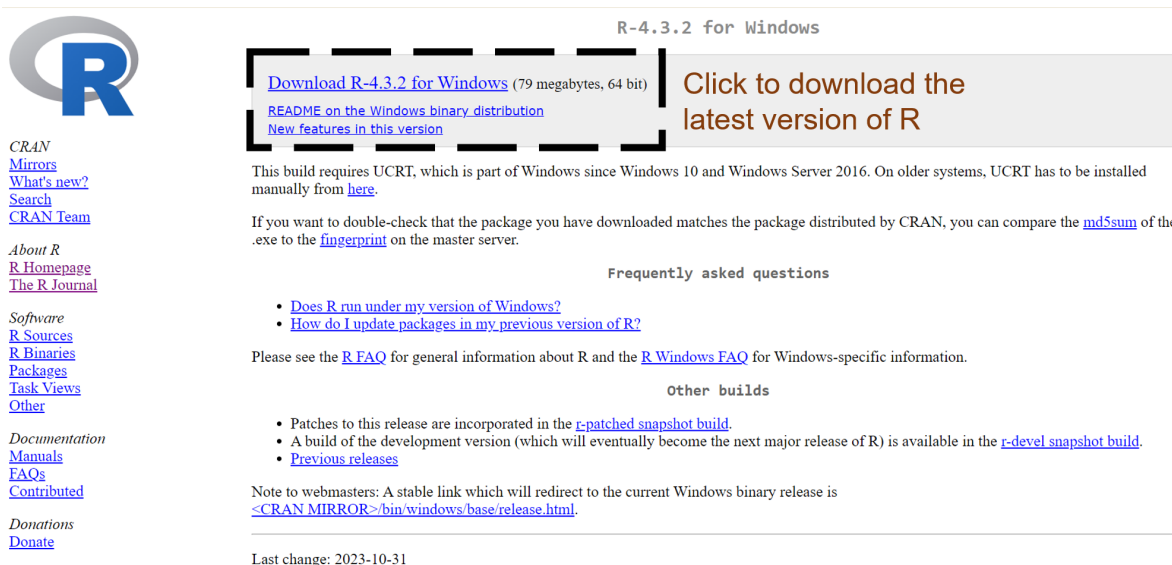 R
CRAN
Mirrors
What's new?
Search
CRAN Team
About R
R Homepage
The R Journal
Software
R Sources
R Binaries
Packages
Task Views
Other
Documentation
Manuals
FAQs
Contributed
Donations
Donate
R-4.3.2 for Windows
Download R-4.3.2 for Windows (79 megabytes, 64 bit)
README on the Windows binary distribution
New features in this version
Click to download the
latest version of R
This build requires UCRT, which is part of Windows since Windows 10 and Windows Server 2016. On older systems, UCRT has to be installed
manually from here.
If you want to double-check that the package you have downloaded matches the package distributed by CRAN, you can compare the md5sum of the
.exe to the fingerprint on the master server.
Frequently asked questions
• Does R run under my version of Windows?
• How do I update packages in my previous version of R?
Please see the R FAQ for general information about R and the R Windows FAQ for Windows-specific information.
Other builds
• Patches to this release are incorporated in the r-patched snapshot build.
• A build of the development version (which will eventually become the next major release of R) is available in the r-devel snapshot build.
• Previous releases
Note to webmasters: A stable link which will redirect to the current Windows binary release is
<CRAN MIRROR>/bin/windows/base/release.html.
Last change: 2023-10-31